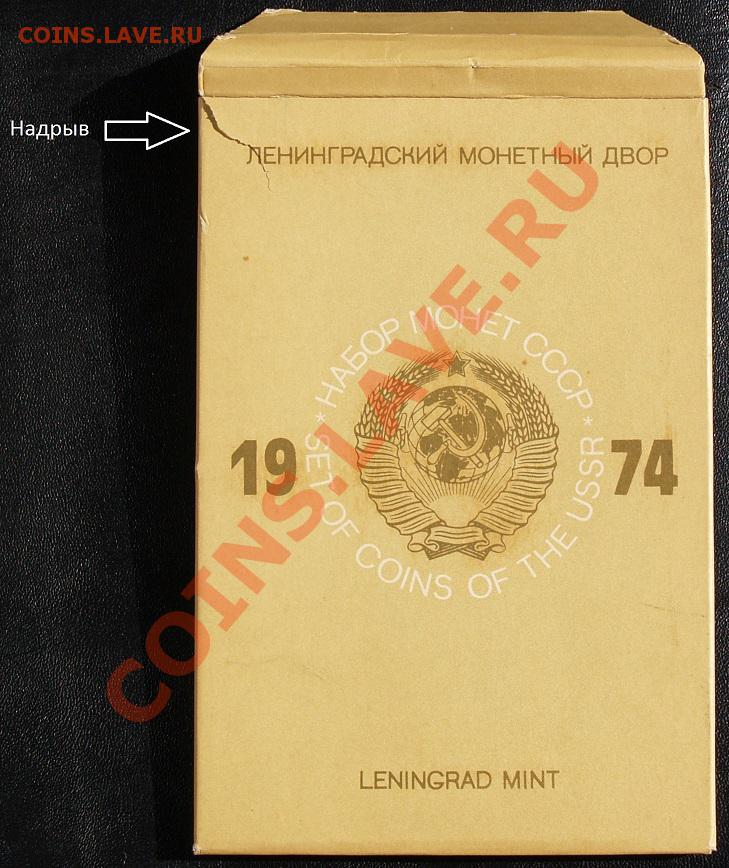 COINS.LAVE.RU
Надрыв
ЛЕНИНГРАДСКИЙ МОНЕТНЫЙ ДВОР
* НАБОР МОНЕТ СССР *
SETS OF COINS OF THE USSR
19 74
COINS.LAVE.RU
LENINGRAD MINT